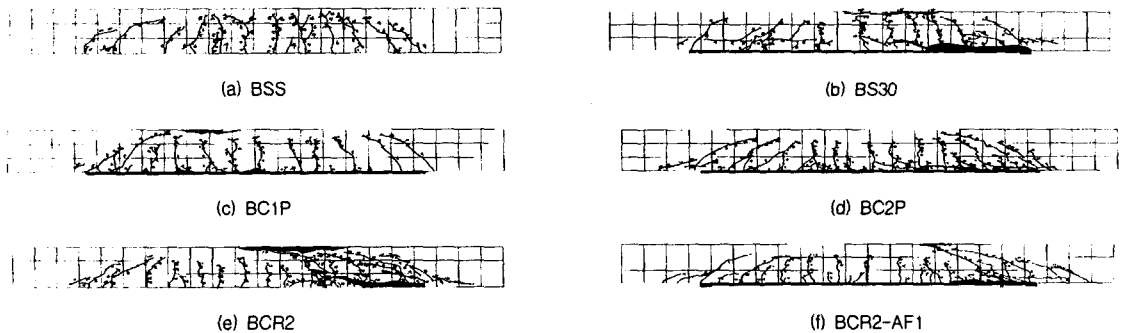 (a) BSS
(b) BS30
(c) BC1P
(d) BC2P
(e) BCR2
(f) BCR2-AF1